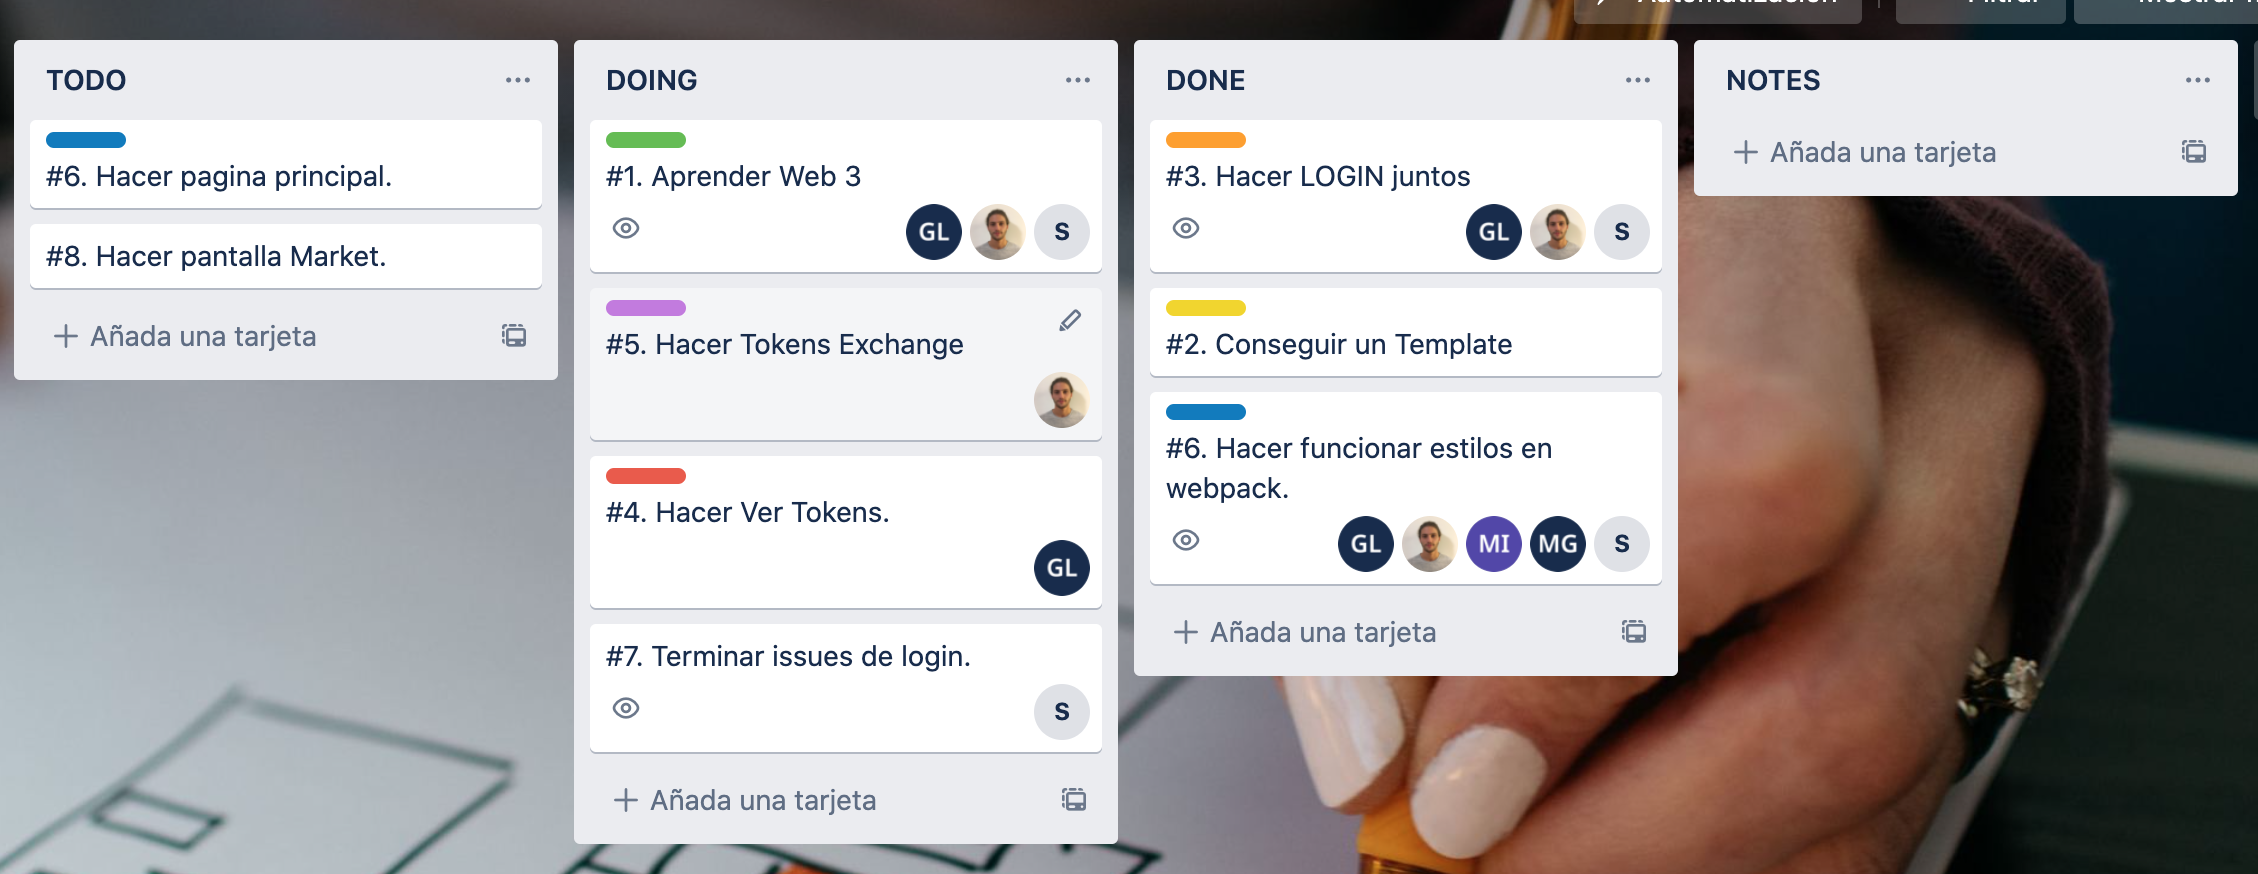 Automatización
Filtrar
TODO
#6. Hacer pagina principal.
#8. Hacer pantalla Market.
Añada una tarjeta
DOING
#1. Aprender Web 3
GL
S
#5. Hacer Tokens Exchange
#4. Hacer Ver Tokens.
GL
#7. Terminar issues de login.
S
Añada una tarjeta
DONE
#3. Hacer LOGIN juntos
GL
S
#2. Conseguir un Template
#6. Hacer funcionar estilos en
webpack.
GL
MI
MG
S
Añada una tarjeta
NOTES
Añada una tarjeta